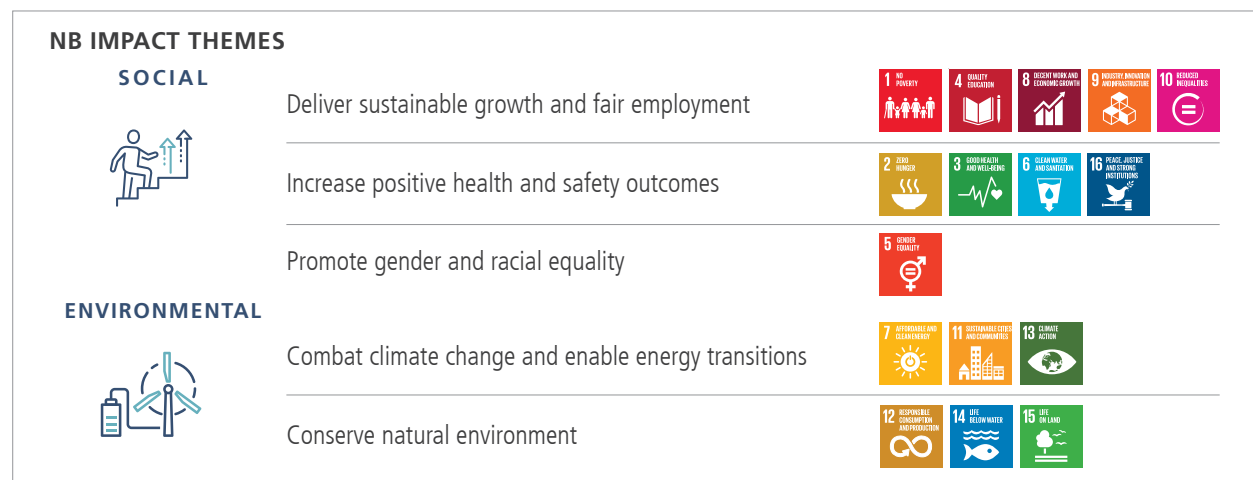 NB IMPACT THEMES
SOCIAL
Deliver sustainable growth and fair employment
1 NO
POVERTY
4 QUALITY
EDUCATION
8 DECENT WORK AND
ECONOMIC GROWTH
9 INDUSTRY, INNOVATION
AND INFRASTRUCTURE
10 REDUCED
INEQUALITIES
Increase positive health and safety outcomes
2 ZERO
HUNGER
3 GOOD HEALTH
AND WELL-BEING
6 CLEAN WATER
AND SANITATION
16 PEACE, JUSTICE
AND STRONG
INSTITUTIONS
Promote gender and racial equality
5 GENDER
EQUALITY
ENVIRONMENTAL
Combat climate change and enable energy transitions
7 AFFORDABLE AND
CLEAN ENERGY
11 SUSTAINABLE CITIES
AND COMMUNITIES
13 CLIMATE
ACTION
Conserve natural environment
12 RESPONSIBLE
CONSUMPTION
AND PRODUCTION
14 LIFE
BELOW WATER
15 LIFE
ON LAND